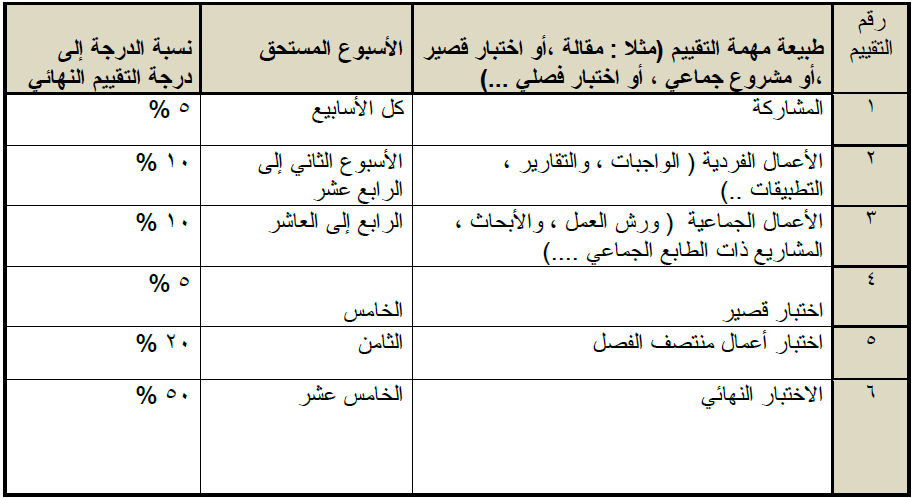 رقم
التقييم
طبيعة مهمة التقييم (مثلا : مقالة ،أو اختبار قصير
،أو مشروع جماعي ، أو اختبار فصلي ...)
الأسبوع المستحق
نسبة الدرجة إلى
درجة التقييم النهائي
١
المشاركة
كل الأسابيع
٥ %
٢
الأعمال الفردية ( الواجبات ، والتقارير ،
التطبيقات ..)
الأسبوع الثاني إلى
الرابع عشر
١٠ %
٣
الأعمال الجماعية ( ورش العمل ، والأبحاث ،
المشاريع ذات الطابع الجماعي ....)
الرابع إلى العاشر
١٠ %
٤
اختبار قصير
الخامس
٥ %
٥
اختبار أعمال منتصف الفصل
الثامن
٢٠ %
٦
الاختبار النهائي
الخامس عشر
٥٠ %